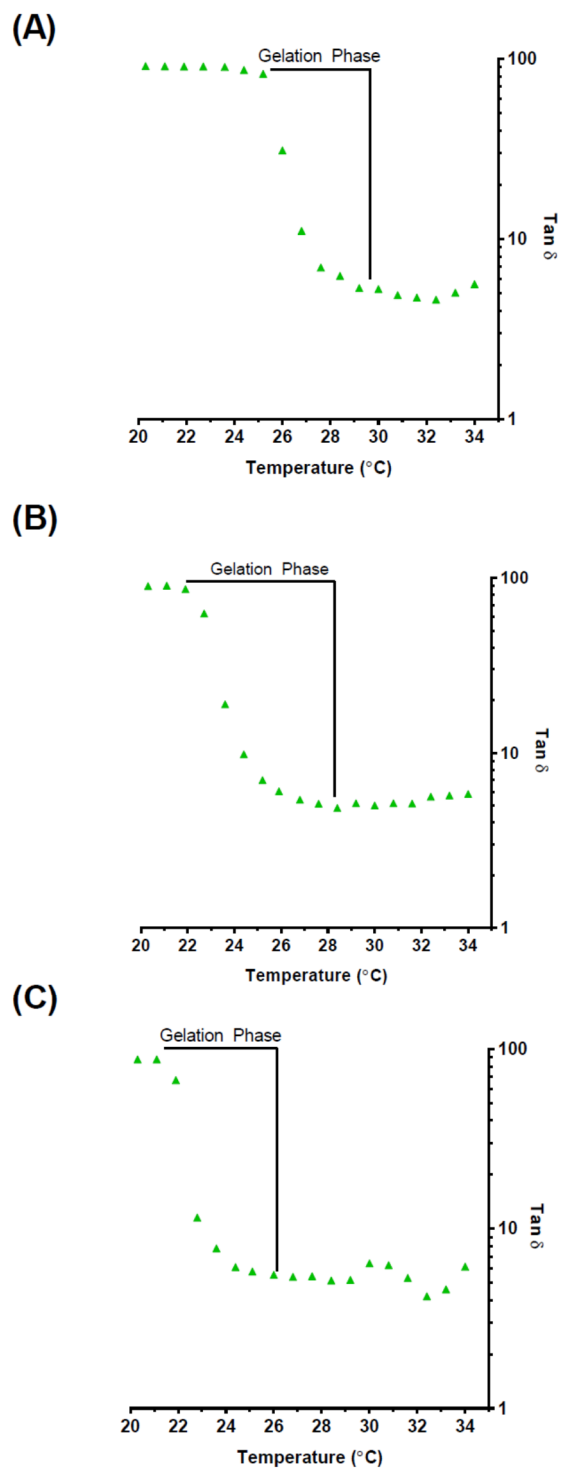 (A)
Gelation Phase
100
10
1
Tan δ
20 22 24 26 28 30 32 34
Temperature (°C)
(B)
Gelation Phase
100
10
1
Tan δ
20 22 24 26 28 30 32 34
Temperature (°C)
(C)
Gelation Phase
100
10
1
Tan δ
20 22 24 26 28 30 32 34
Temperature (°C)